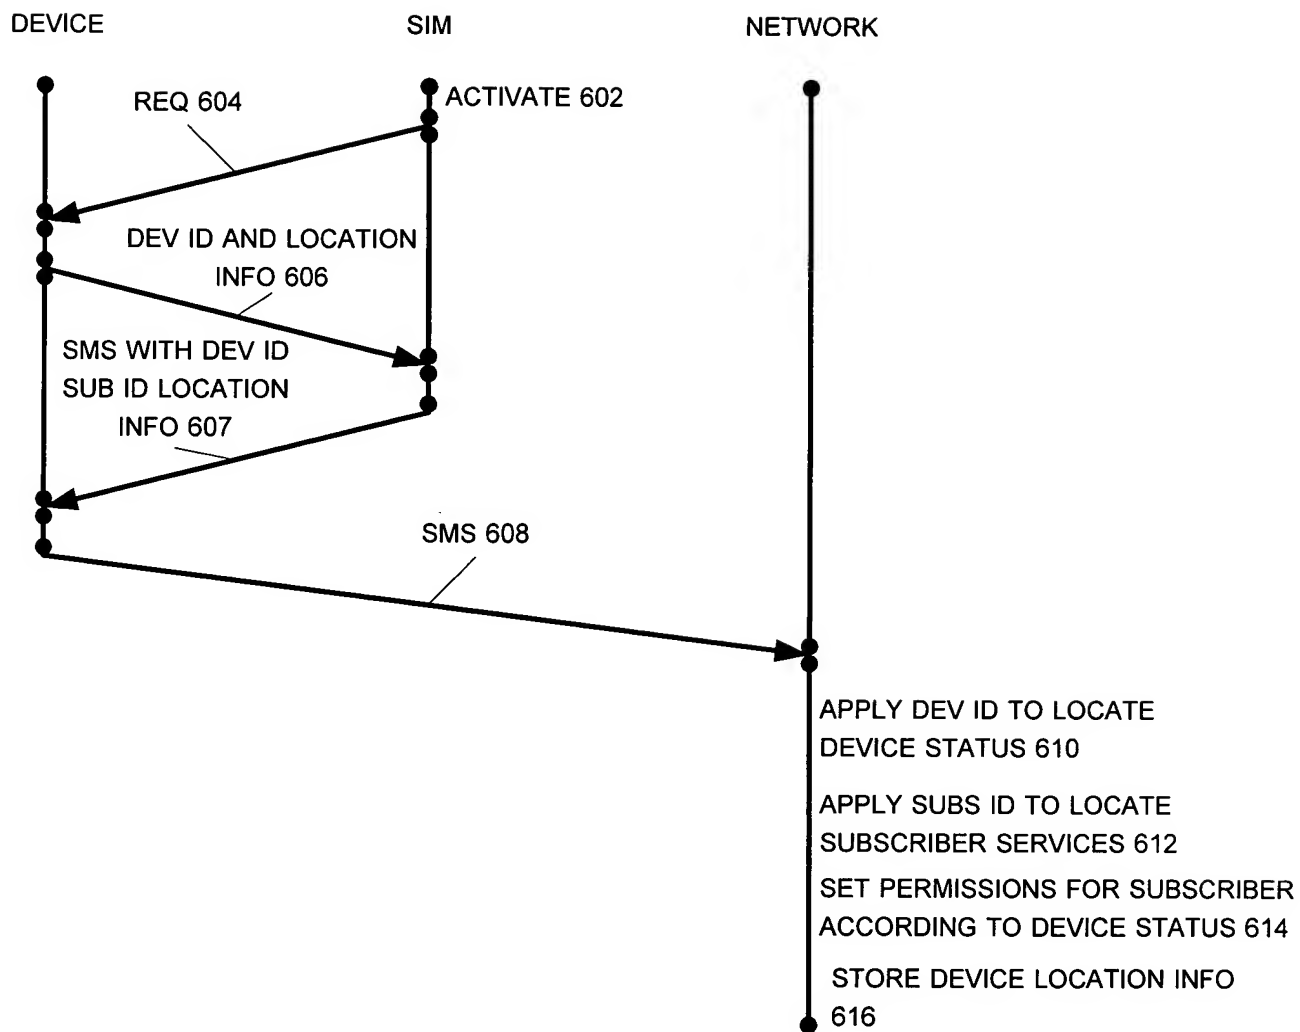 DEVICE
SIM
NETWORK
ACTIVATE 602
REQ 604
DEV ID AND LOCATION
INFO 606
SMS WITH DEV ID
SUB ID LOCATION
INFO 607
SMS 608
APPLY DEV ID TO LOCATE
DEVICE STATUS 610
APPLY SUBS ID TO LOCATE
SUBSCRIBER SERVICES 612
SET PERMISSIONS FOR SUBSCRIBER
ACCORDING TO DEVICE STATUS 614
STORE DEVICE LOCATION INFO
616